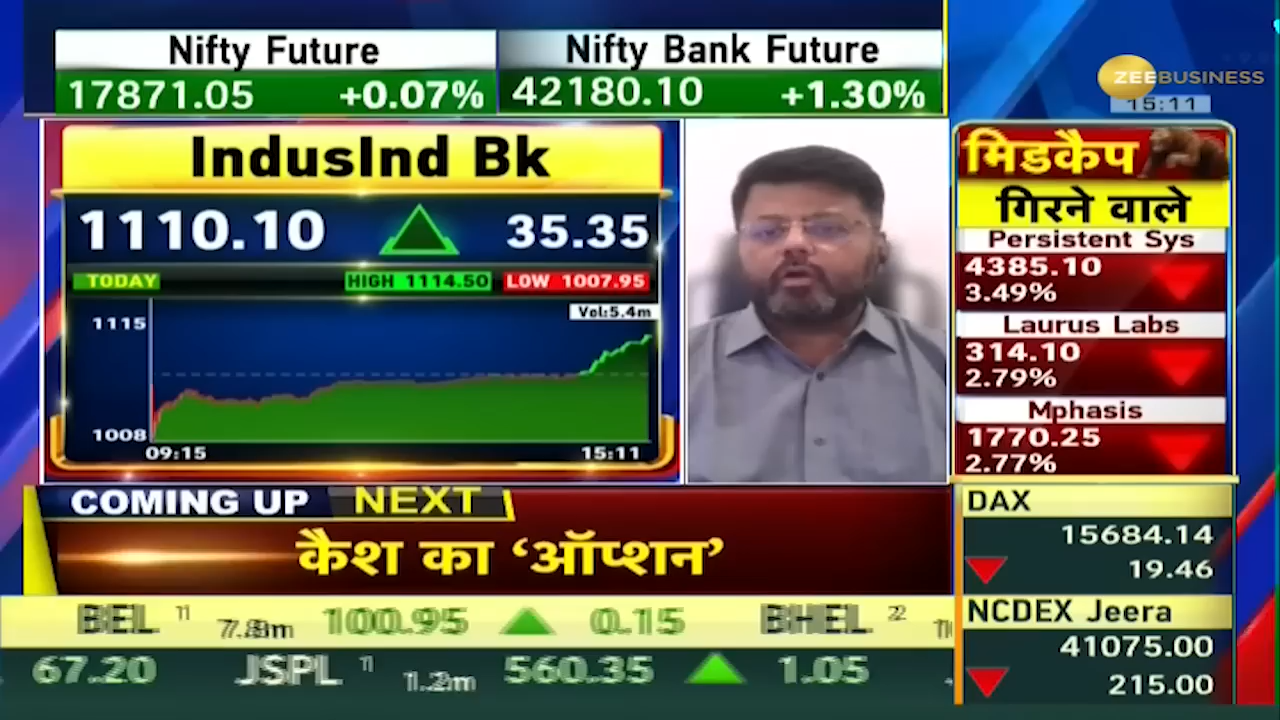 Nifty Future
17871.05 +0.07%
Nifty Bank Future
42180.10 +1.30%
ZEEBUSINESS
15:11
IndusInd Bk
1110.10 35.35
TODAY HIGH 1114.50 LOW 1007.95
Vol:5.4m
1115
1008
09:15 15:11
मिडकैप
गिरने वाले
Persistent Sys
4385.10
3.49%
Laurus Labs
314.10
2.79%
Mphasis
1770.25
2.77%
COMING UP NEXT
कैश का ‘ऑप्शन’
DAX
15684.14
19.46
NCDEX Jeera
41075.00
215.00
BEL 11 100.95 0.15 BHEL 22
67.20 JSPL 11 1.2m 560.35 1.05